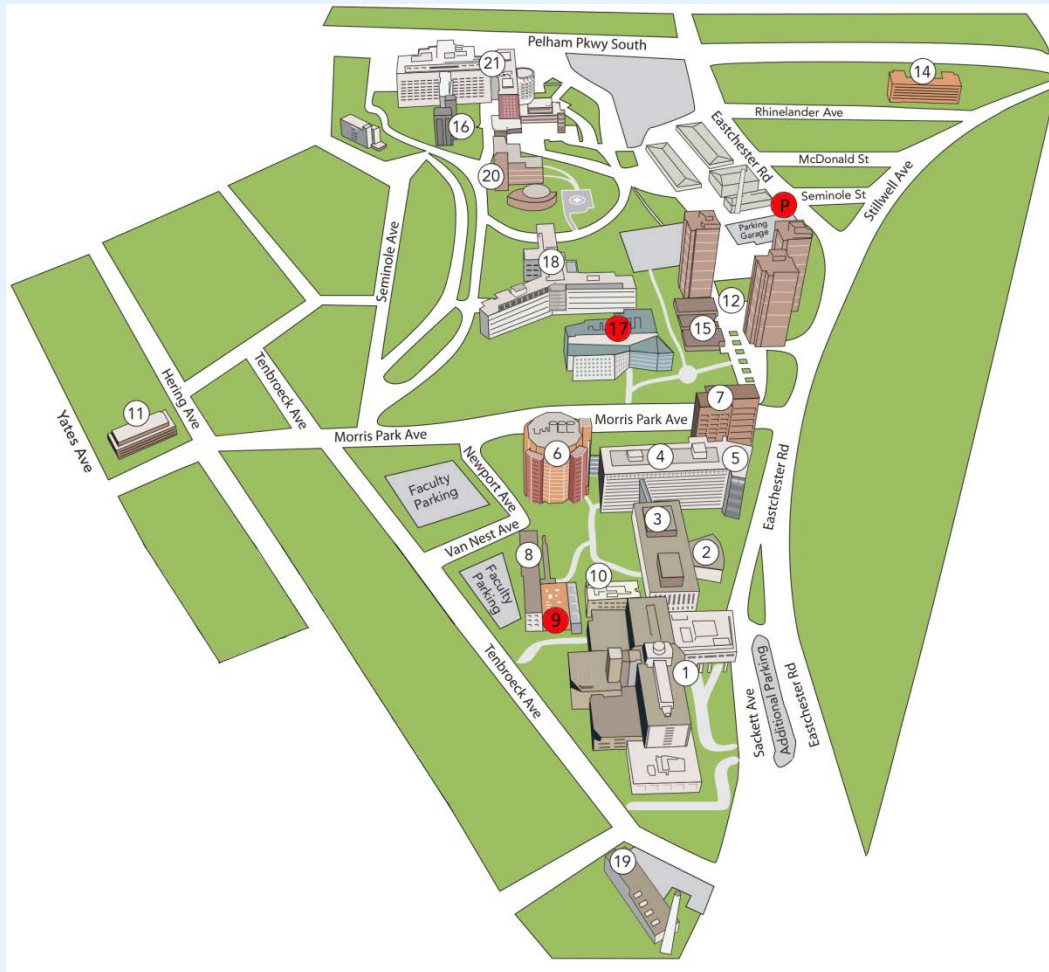 Pelham Pkwy South
21
14
Rhinelander Ave
16
Eastchester Rd
McDonald St
20
Seminole St
Stillwell Ave
P
Parking
Garage
Seminole Ave
18
12
17
15
Tenbroeck Ave
Hering Ave
7
11
Yates Ave
Morris Park Ave
Morris Park Ave
6
4
5
Newport Ave
Faculty
Parking
Eastchester Rd
3
Van Nest Ave
8
2
10
Faculty
Parking
9
Tenbroeck Ave
1
Sackett Ave
Additional Parking
Eastchester Rd
19